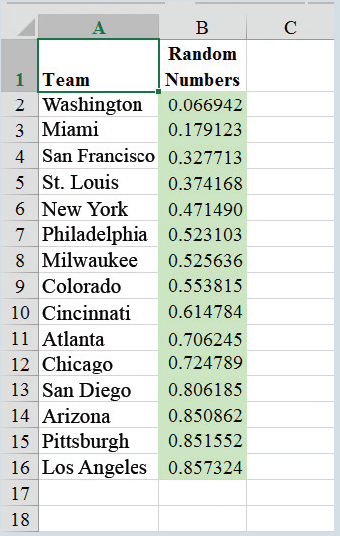 A B C
Random
1 Team Numbers
2 Washington 0.066942
3 Miami 0.179123
4 San Francisco 0.327713
5 St. Louis 0.374168
6 New York 0.471490
7 Philadelphia 0.523103
8 Milwaukee 0.525636
9 Colorado 0.553815
10 Cincinnati 0.614784
11 Atlanta 0.706245
12 Chicago 0.724789
13 San Diego 0.806185
14 Arizona 0.850862
15 Pittsburgh 0.851552
16 Los Angeles 0.857324
17
18